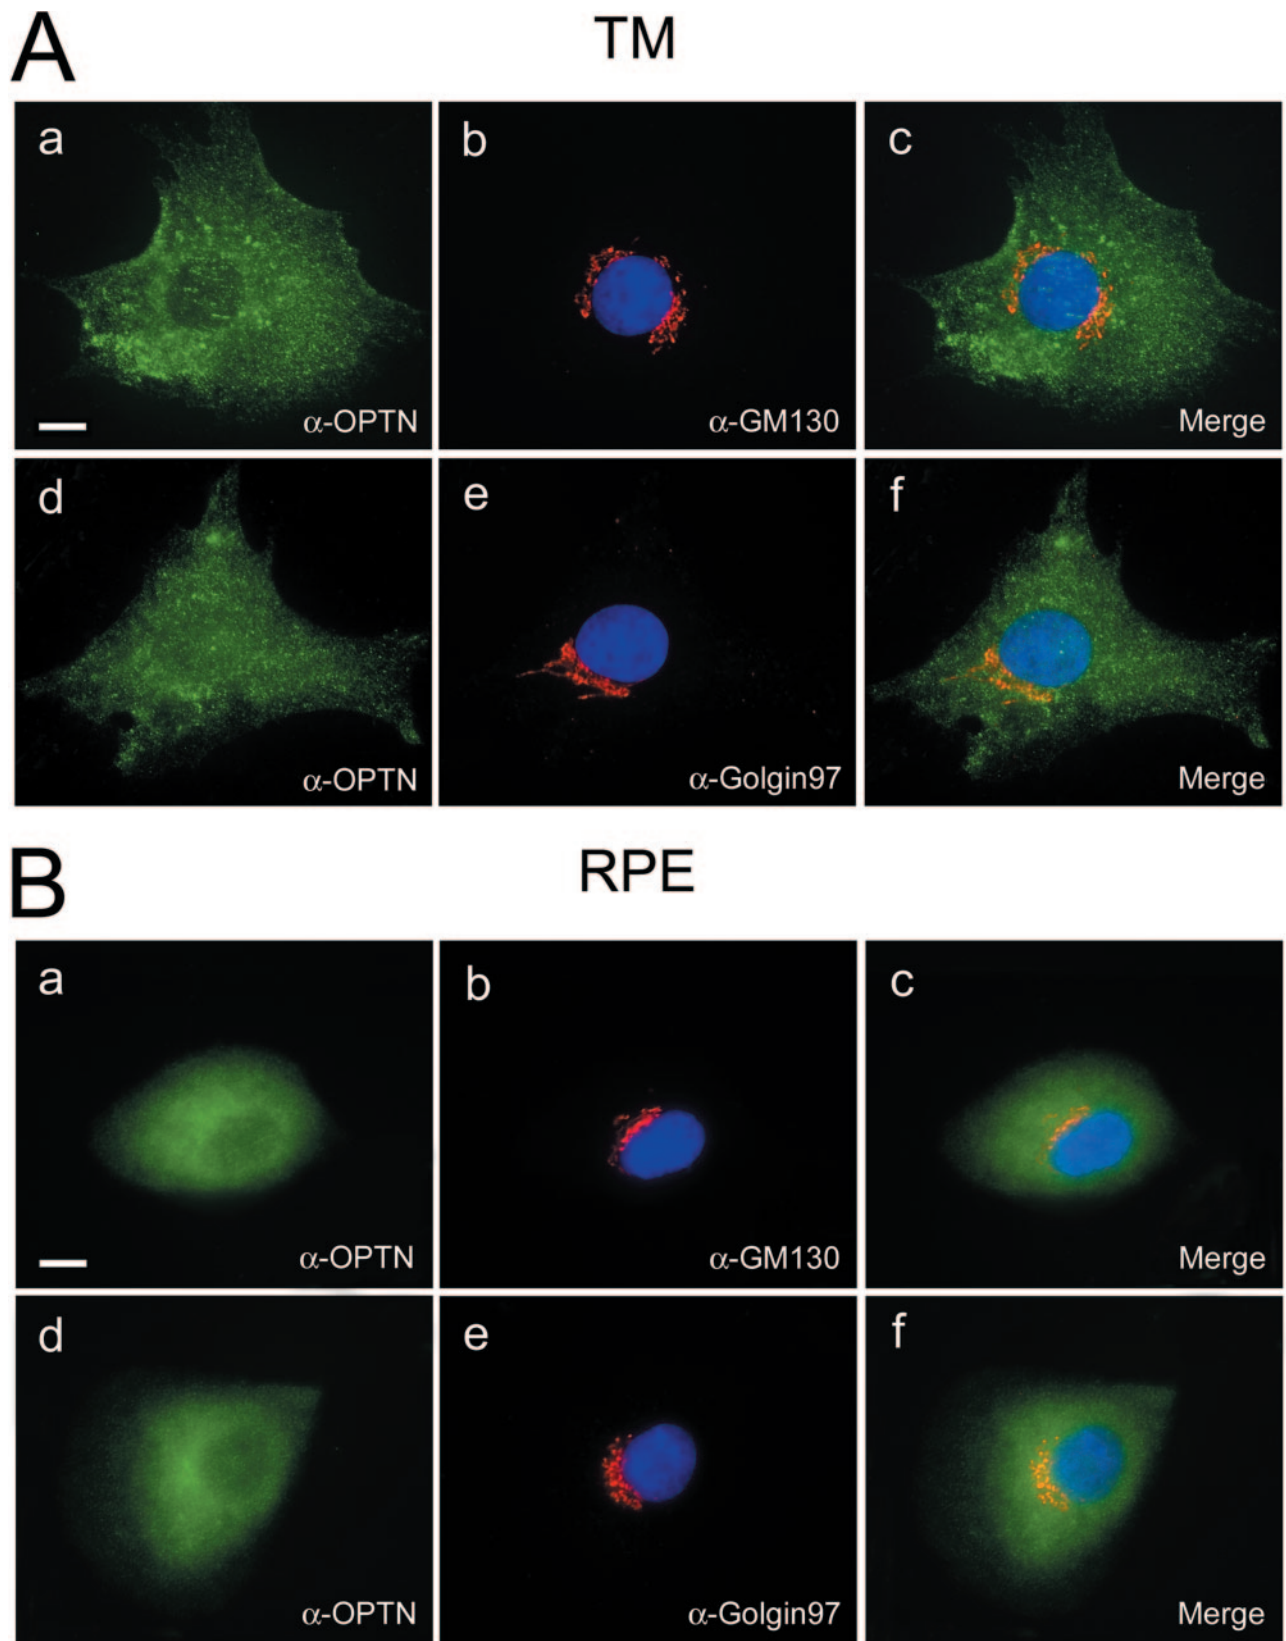 A
TM
a
b
c
α-OPTN
α-GM130
Merge
d
e
f
α-OPTN
α-Golgin97
Merge
B
RPE
a
b
c
α-OPTN
α-GM130
Merge
d
e
f
α-OPTN
α-Golgin97
Merge